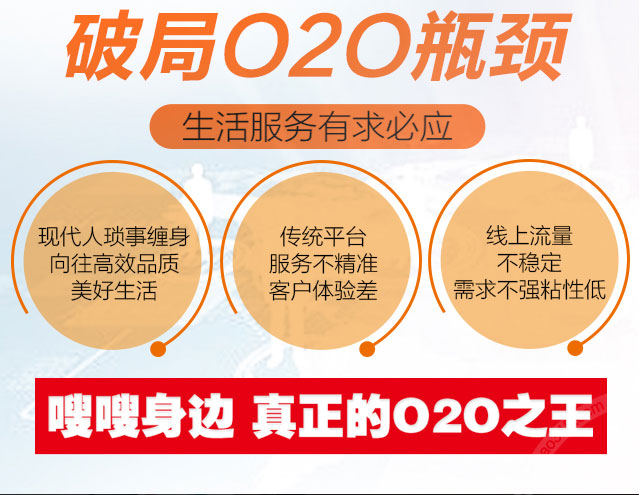 破局O2O瓶颈
生活服务有求必应
现代人琐事缠身
向往高效品质
美好生活
传统平台
服务不精准
客户体验差
线上流量
不稳定
需求不强粘性低
嗖嗖身边 真正的O2O之王